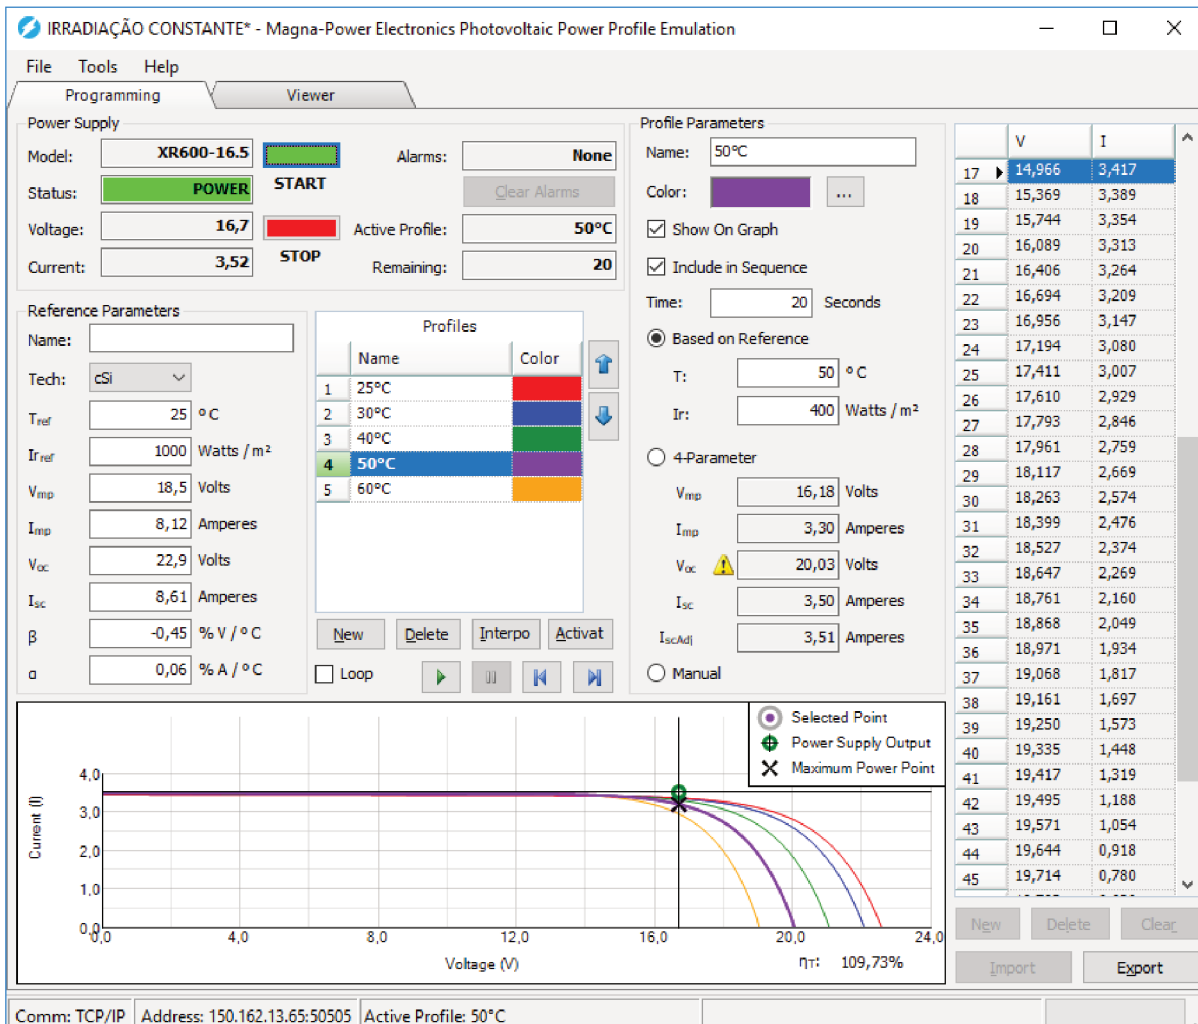 IRRADIAÇÃO CONSTANTE* - Magna-Power Electronics Photovoltaic Power Profile Emulation
File Tools Help
Programming Viewer
Power Supply
Model: XR600-16.5
START
Alarms: None
Status: POWER
Clear Alarms
Voltage: 16,7
STOP
Active Profile: 50°C
Current: 3,52
Remaining: 20
Reference Parameters
Name:
Tech: cSi
Tref 25 °C
Irref 1000 Watts / m²
Vmp 18,5 Volts
Imp 8,12 Amperes
Voc 22,9 Volts
Isc 8,61 Amperes
β -0,45 % V / °C
α 0,06 % A / °C
Profiles
Name Color
1 25°C
2 30°C
3 40°C
4 50°C
5 60°C
New Delete Interpo Activat
Loop
Profile Parameters
Name: 50°C
Color: ...
Show On Graph
Include in Sequence
Time: 20 Seconds
Based on Reference
T: 50 °C
Ir: 400 Watts / m²
4-Parameter
Vmp 16,18 Volts
Imp 3,30 Amperes
Voc 20,03 Volts
Isc 3,50 Amperes
IscAdj 3,51 Amperes
Manual
V I
17 14,966 3,417
18 15,369 3,389
19 15,744 3,354
20 16,089 3,313
21 16,406 3,264
22 16,694 3,209
23 16,956 3,147
24 17,194 3,080
25 17,411 3,007
26 17,610 2,929
27 17,793 2,846
28 17,961 2,759
29 18,117 2,669
30 18,263 2,574
31 18,399 2,476
32 18,527 2,374
33 18,647 2,269
34 18,761 2,160
35 18,868 2,049
36 18,971 1,934
37 19,068 1,817
38 19,161 1,697
39 19,250 1,573
40 19,335 1,448
41 19,417 1,319
42 19,495 1,188
43 19,571 1,054
44 19,644 0,918
45 19,714 0,780
New Delete Clear
Import Export
Selected Point
Power Supply Output
Maximum Power Point
Current (I)
4,0
3,0
2,0
1,0
0,0
0,0 4,0 8,0 12,0 16,0 20,0 24,0
Voltage (V)
ηT: 109,73%
Comm: TCP/IP Address: 150.162.13.65:50505 Active Profile: 50°C